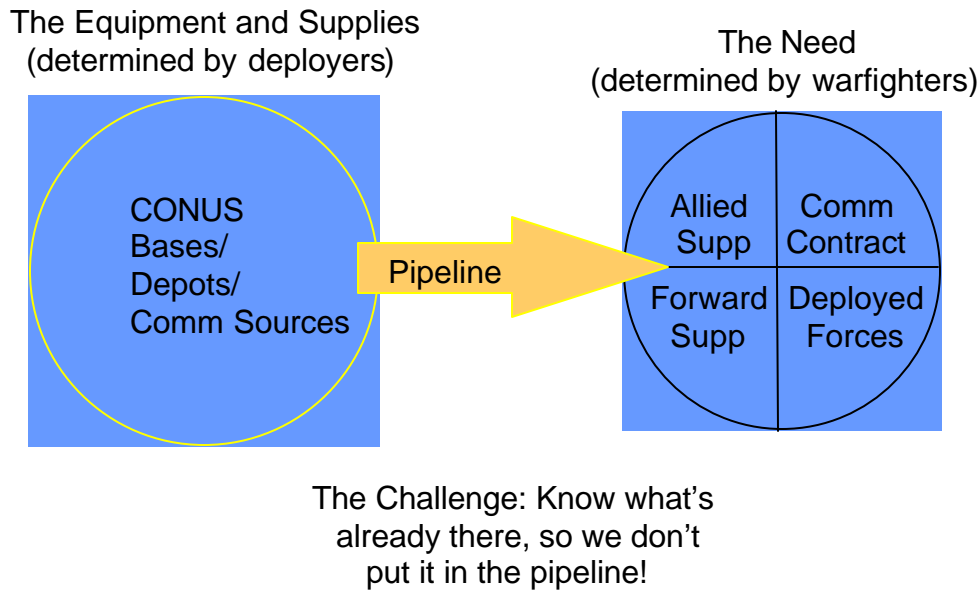 The Equipment and Supplies
(determined by deployers)
The Need
(determined by warfighters)
CONUS
Bases/
Depots/
Comm Sources
Pipeline
Allied
Supp
Comm
Contract
Forward
Supp
Deployed
Forces
The Challenge: Know what's
already there, so we don't
put it in the pipeline!